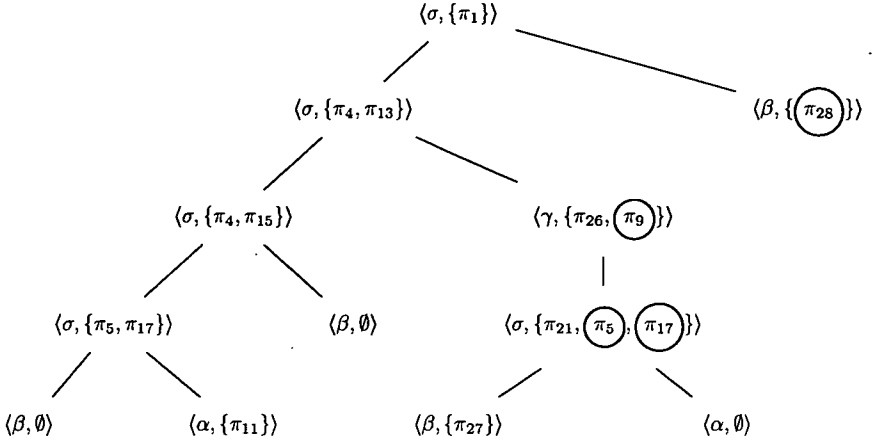 ⟨σ, {π₁}⟩
⟨σ, {π₄, π₁₃}⟩ ⟨β, {π₂₈}⟩
⟨σ, {π₄, π₁₅}⟩ ⟨γ, {π₂₆, π₉}⟩
⟨σ, {π₅, π₁₇}⟩ ⟨β, ∅⟩ ⟨σ, {π₂₁, π₅, π₁₇}⟩
⟨β, ∅⟩ ⟨α, {π₁₁}⟩ ⟨β, {π₂₇}⟩ ⟨α, ∅⟩